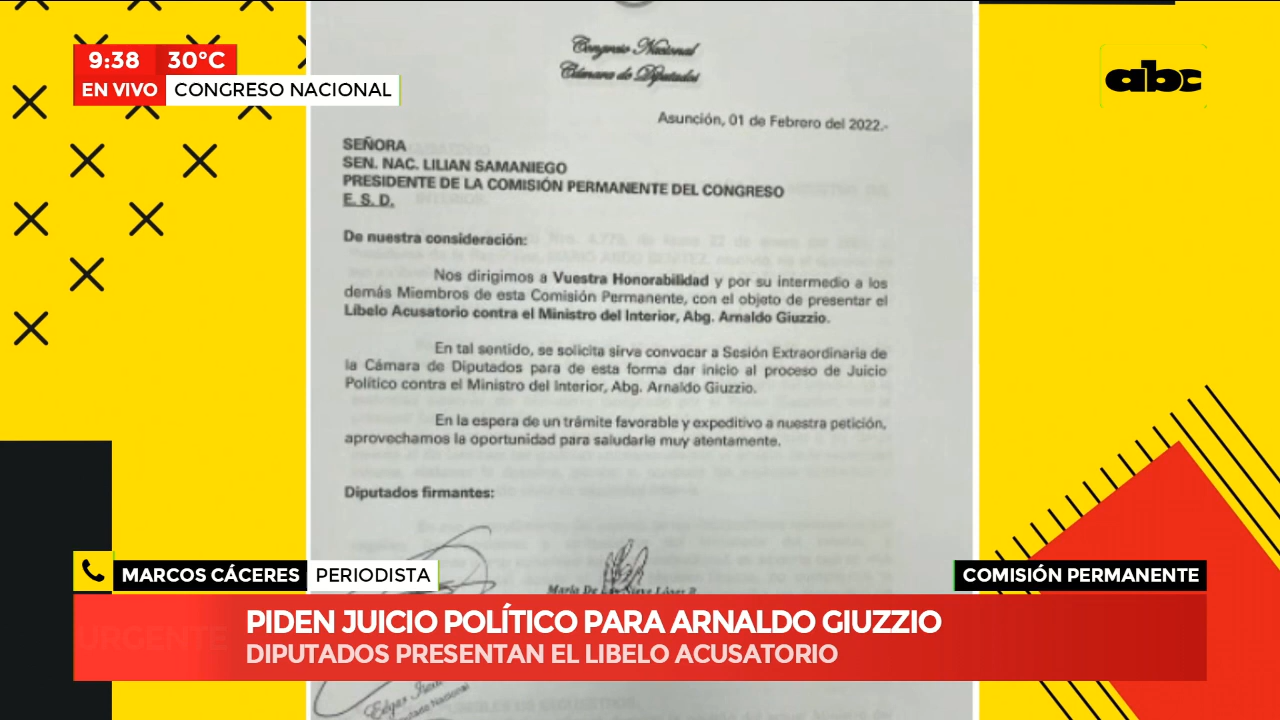 9:38 30°C
EN VIVO CONGRESO NACIONAL
abc
Congreso Nacional
Cámara de Diputados
Asunción, 01 de Febrero del 2022.-
SEÑORA
SEN. NAC. LILIAN SAMANIEGO
PRESIDENTE DE LA COMISIÓN PERMANENTE DEL CONGRESO
E. S. D.
De nuestra consideración:
Nos dirigimos a Vuestra Honorabilidad y por su intermedio a los
demás Miembros de esta Comisión Permanente, con el objeto de presentar el
Líbelo Acusatorio contra el Ministro del Interior, Abg. Arnaldo Giuzzio.
En tal sentido, se solicita sirva convocar a Sesión Extraordinaria de
la Cámara de Diputados para de esta forma dar inicio al proceso de Juicio
Político contra el Ministro del Interior, Abg. Arnaldo Giuzzio.
En la espera de un trámite favorable y expeditivo a nuestra petición,
aprovechamos la oportunidad para saludarle muy atentamente.
Diputados firmantes:
MARCOS CÁCERES PERIODISTA
COMISIÓN PERMANENTE
URGENTE
PIDEN JUICIO POLÍTICO PARA ARNALDO GIUZZIO
DIPUTADOS PRESENTAN EL LIBELO ACUSATORIO
Edgar
Nacional